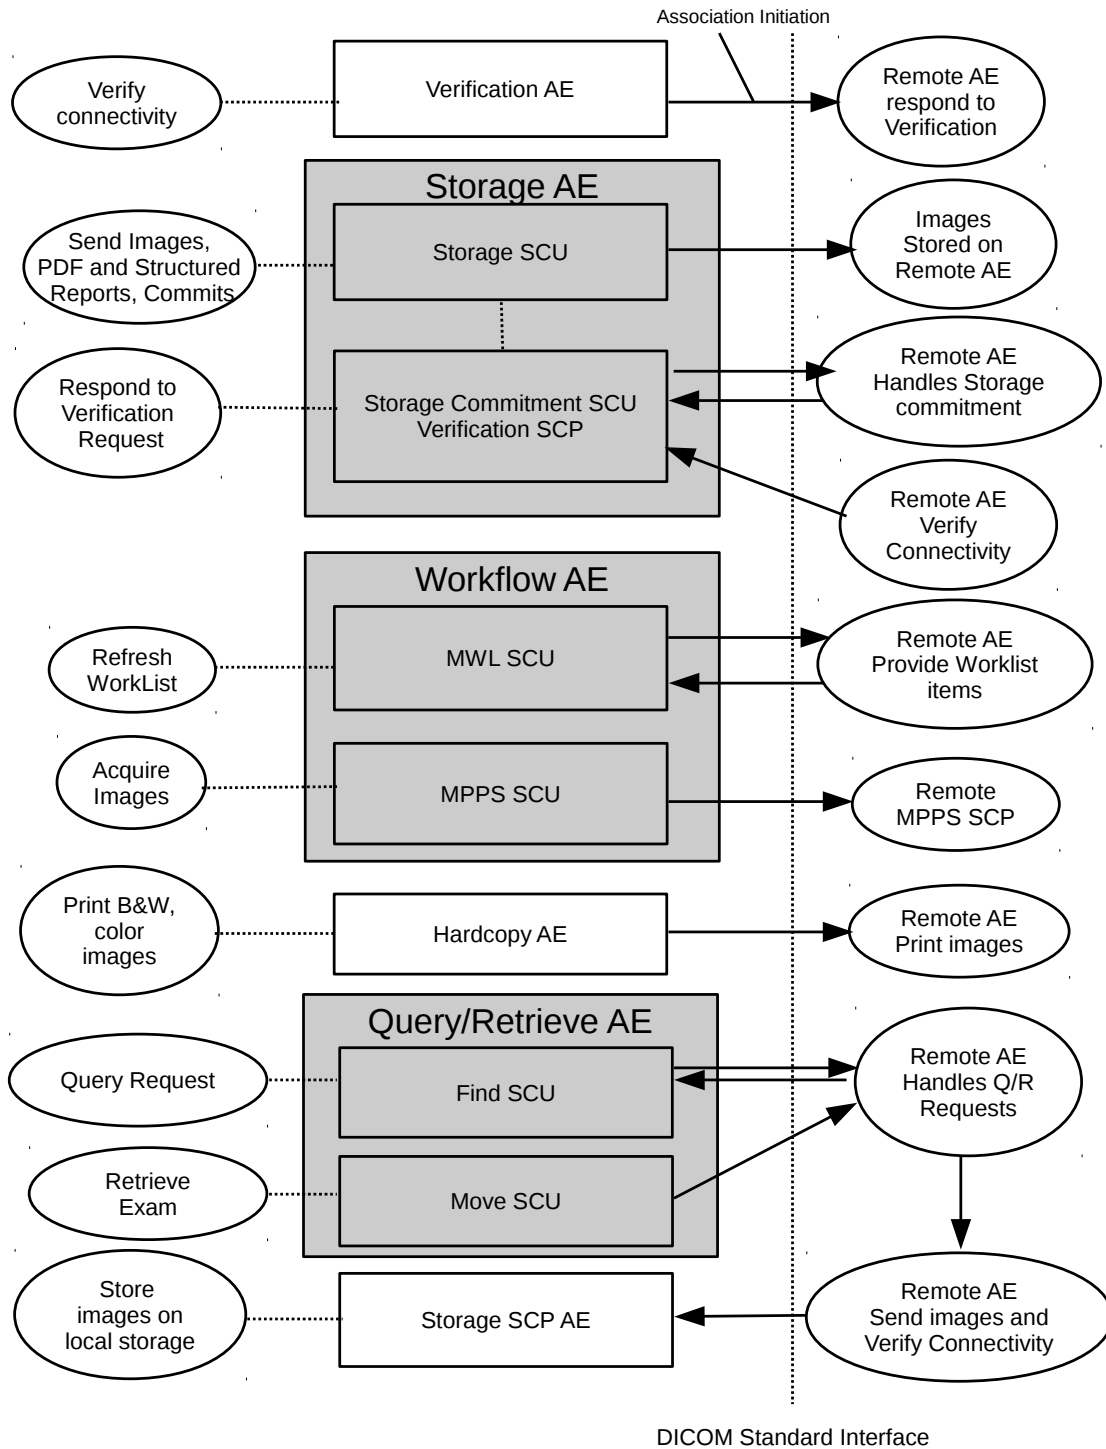 Association Initiation
Verify
connectivity
Verification AE
Remote AE
respond to
Verification
Storage AE
Send Images,
PDF and Structured
Reports, Commits
Storage SCU
Images
Stored on
Remote AE
Respond to
Verification
Request
Storage Commitment SCU
Verification SCP
Remote AE
Handles Storage
commitment
Remote AE
Verify
Connectivity
Workflow AE
Refresh
WorkList
MWL SCU
Remote AE
Provide Worklist
items
Acquire
Images
MPPS SCU
Remote
MPPS SCP
Print B&W,
color
images
Hardcopy AE
Remote AE
Print images
Query/Retrieve AE
Query Request
Find SCU
Remote AE
Handles Q/R
Requests
Retrieve
Exam
Move SCU
Store
images on
local storage
Storage SCP AE
Remote AE
Send images and
Verify Connectivity
DICOM Standard Interface